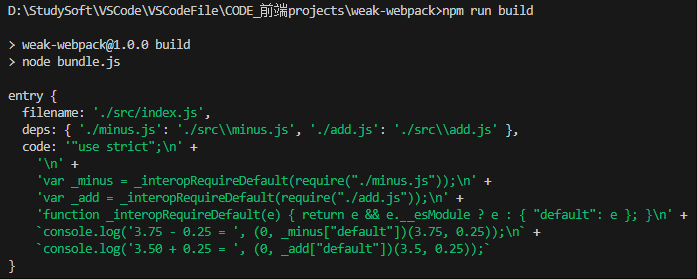 D:\StudySoft\VSCode\VSCodeFile\CODE_前端projects\weak-webpack>npm run build
> weak-webpack@1.0.0 build
> node bundle.js
entry {
  filename: './src/index.js',
  deps: { './minus.js': './src\\minus.js', './add.js': './src\\add.js' },
  code: '"use strict";\n' +
    '\n' +
    'var _minus = _interopRequireDefault(require("./minus.js"));\n' +
    'var _add = _interopRequireDefault(require("./add.js"));\n' +
    'function _interopRequireDefault(e) { return e && e.__esModule ? e : { "default": e }; }\n' +
    `console.log('3.75 - 0.25 = ', (0, _minus["default"])(3.75, 0.25));\n` +
    `console.log('3.50 + 0.25 = ', (0, _add["default"])(3.5, 0.25));`
}